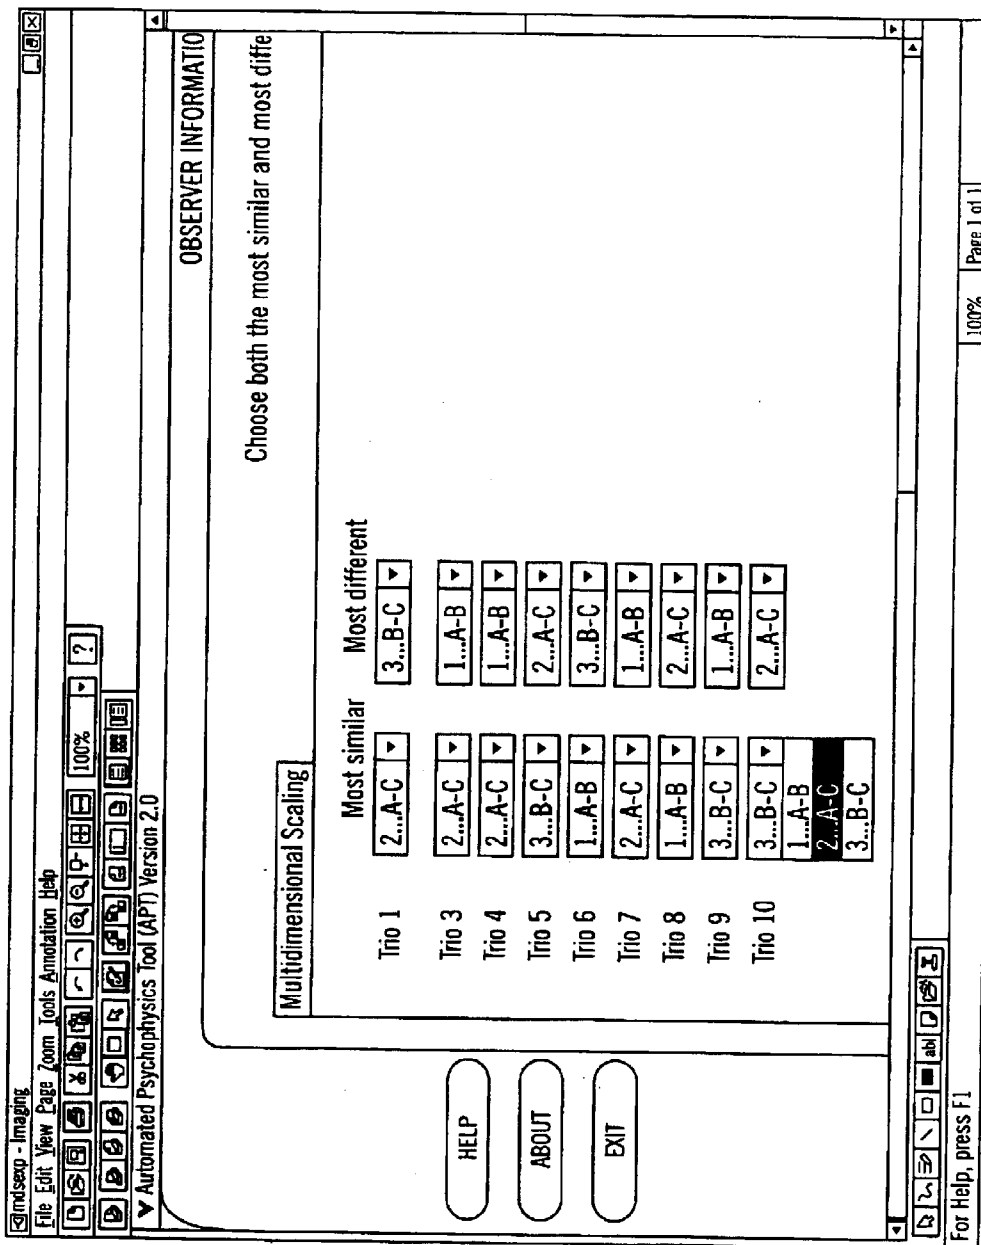 mdsexp - Imaging
File Edit View Page Zoom Tools Annotation Help
100% ?
Automated Psychophysics Tool (APT) Version 2.0
OBSERVER INFORMATIO
Choose both the most similar and most diffe
Multidimensional Scaling
Most similar Most different
Trio 1 2...A-C 3...B-C
Trio 3 2...A-C 1...A-B
Trio 4 2...A-C 1...A-B
Trio 5 3...B-C 2...A-C
Trio 6 1...A-B 3...B-C
Trio 7 2...A-C 1...A-B
Trio 8 1...A-B 2...A-C
Trio 9 3...B-C 1...A-B
Trio 10 3...B-C 2...A-C
1...A-B
2...A-C
3...B-C
HELP
ABOUT
EXIT
abl
For Help, press F1
100% Page 1 of 1